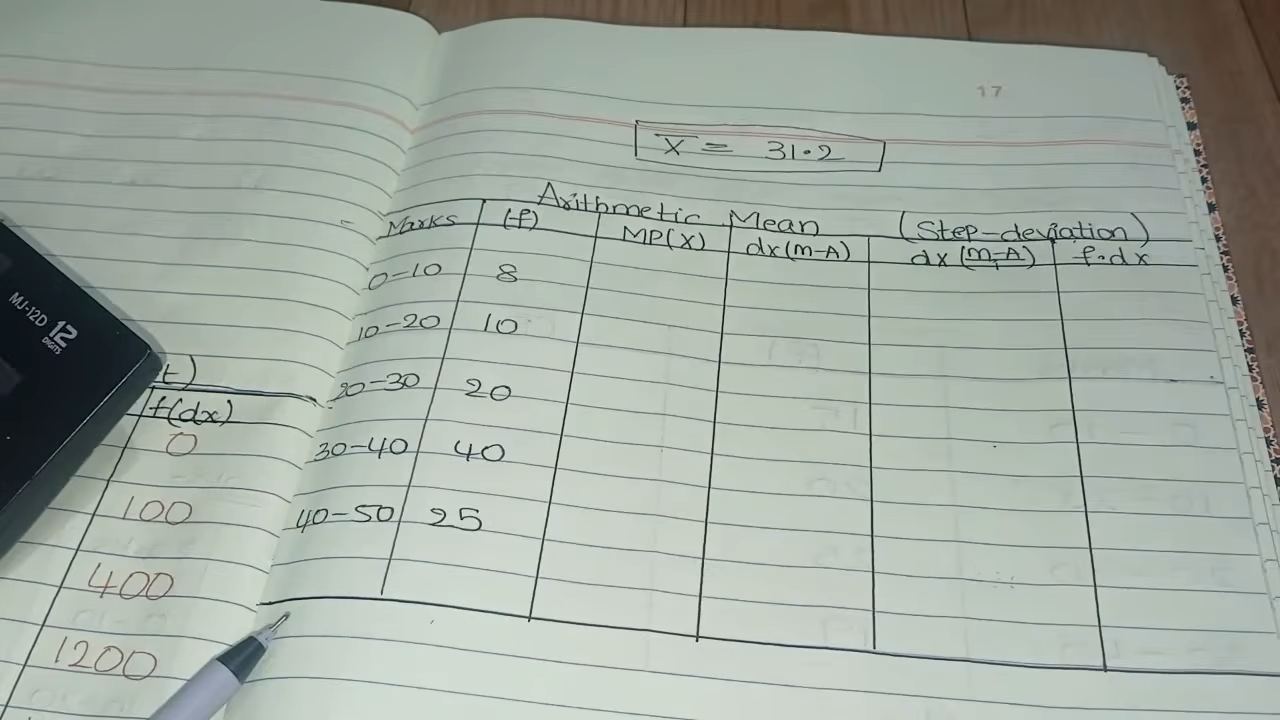 17
X̄ = 31.2
Arithmetic Mean (Step-deviation)
Marks (f) MP(X) dx(m-A) dx(m-A/i) f.dx
0-10 8
10-20 10
20-30 20
30-40 40
40-50 25
MJ-12D 12
DIGITS
f(dx)
0
100
400
1200